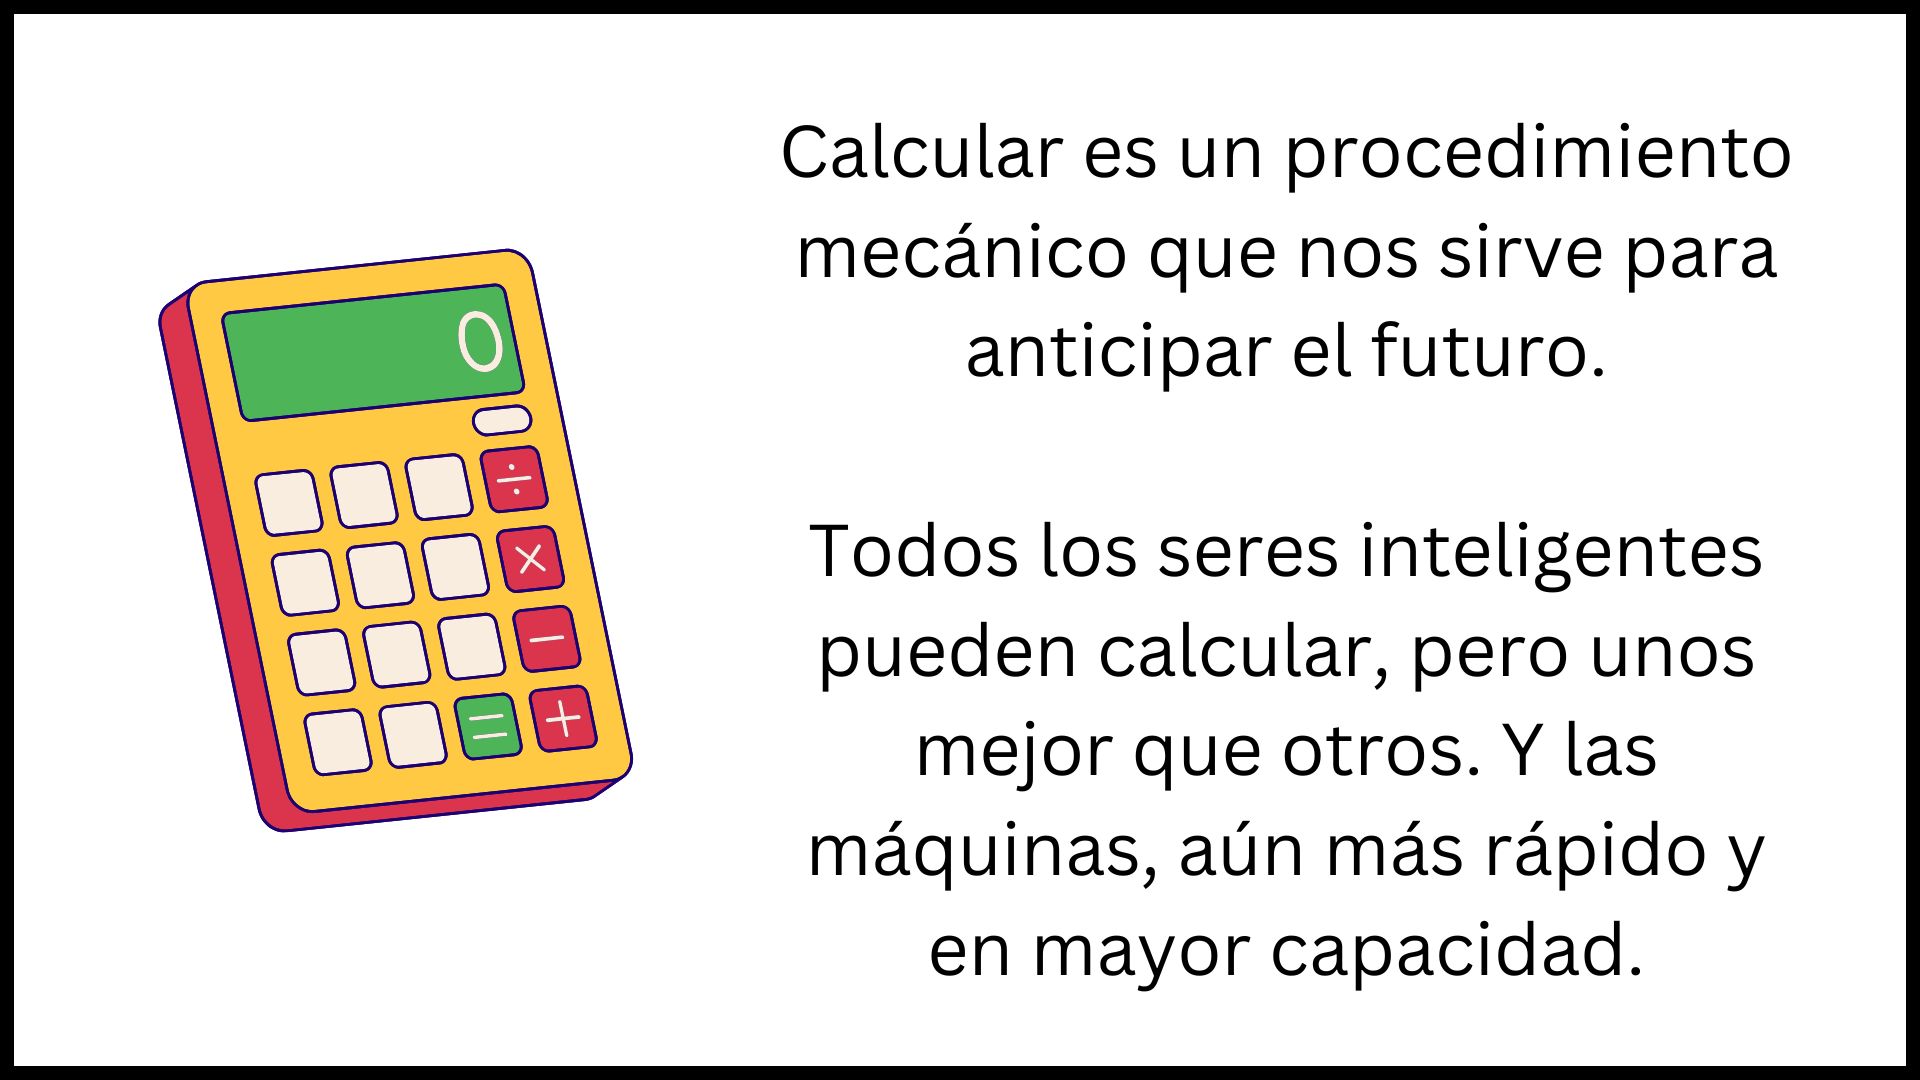 0
÷
×
−
= +
Calcular es un procedimiento
mecánico que nos sirve para
anticipar el futuro.
Todos los seres inteligentes
pueden calcular, pero unos
mejor que otros. Y las
máquinas, aún más rápido y
en mayor capacidad.